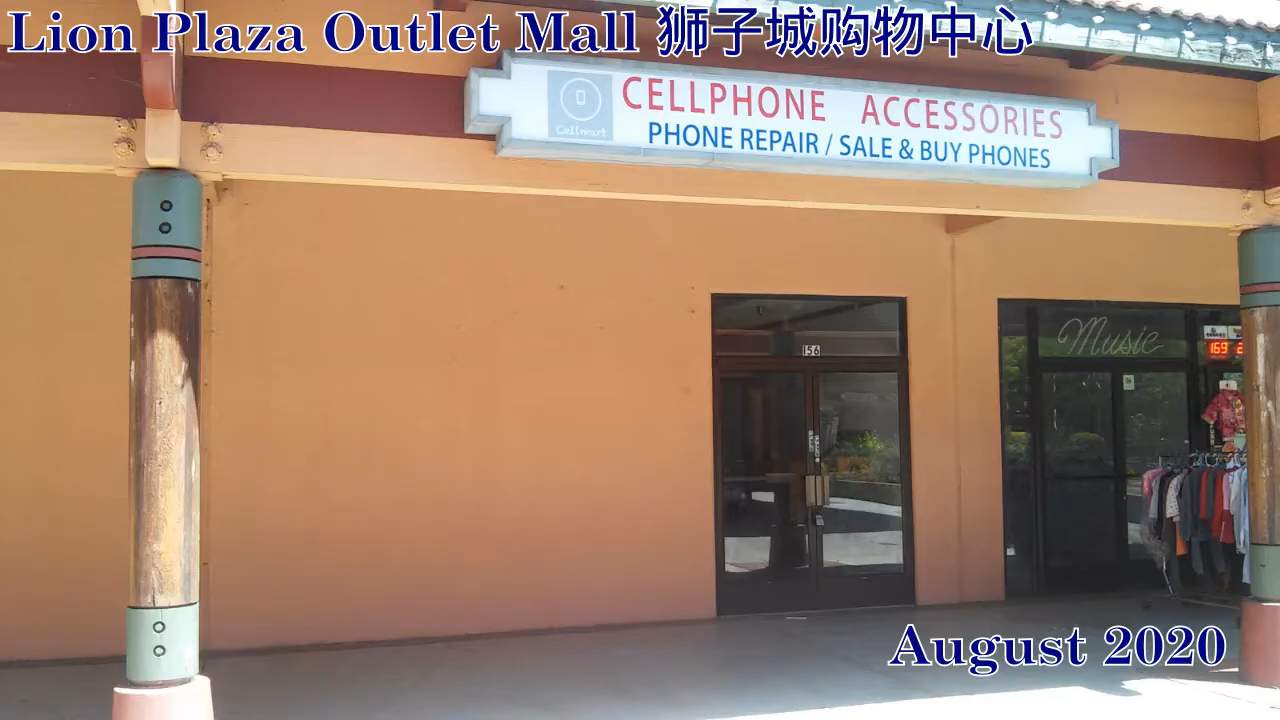 Lion Plaza Outlet Mall 狮子城购物中心
Cellmart
CELLPHONE ACCESSORIES
PHONE REPAIR / SALE & BUY PHONES
156
Music
169
August 2020